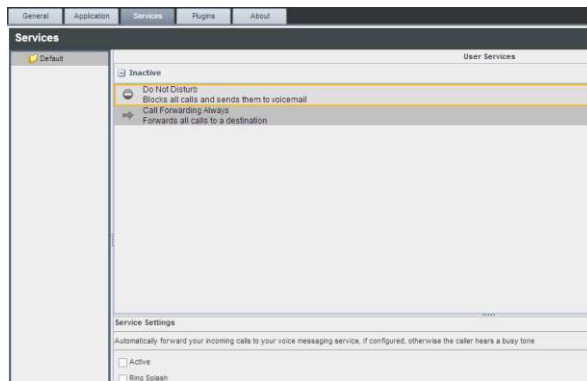 General Application Services Plugins About
Services
Default
User Services
Inactive
Do Not Disturb
Blocks all calls and sends them to voicemail
Call Forwarding Always
Forwards all calls to a destination
Service Settings
Automatically forward your incoming calls to your voice messaging service, if configured, otherwise the caller hears a busy tone
Active
Ring Splash